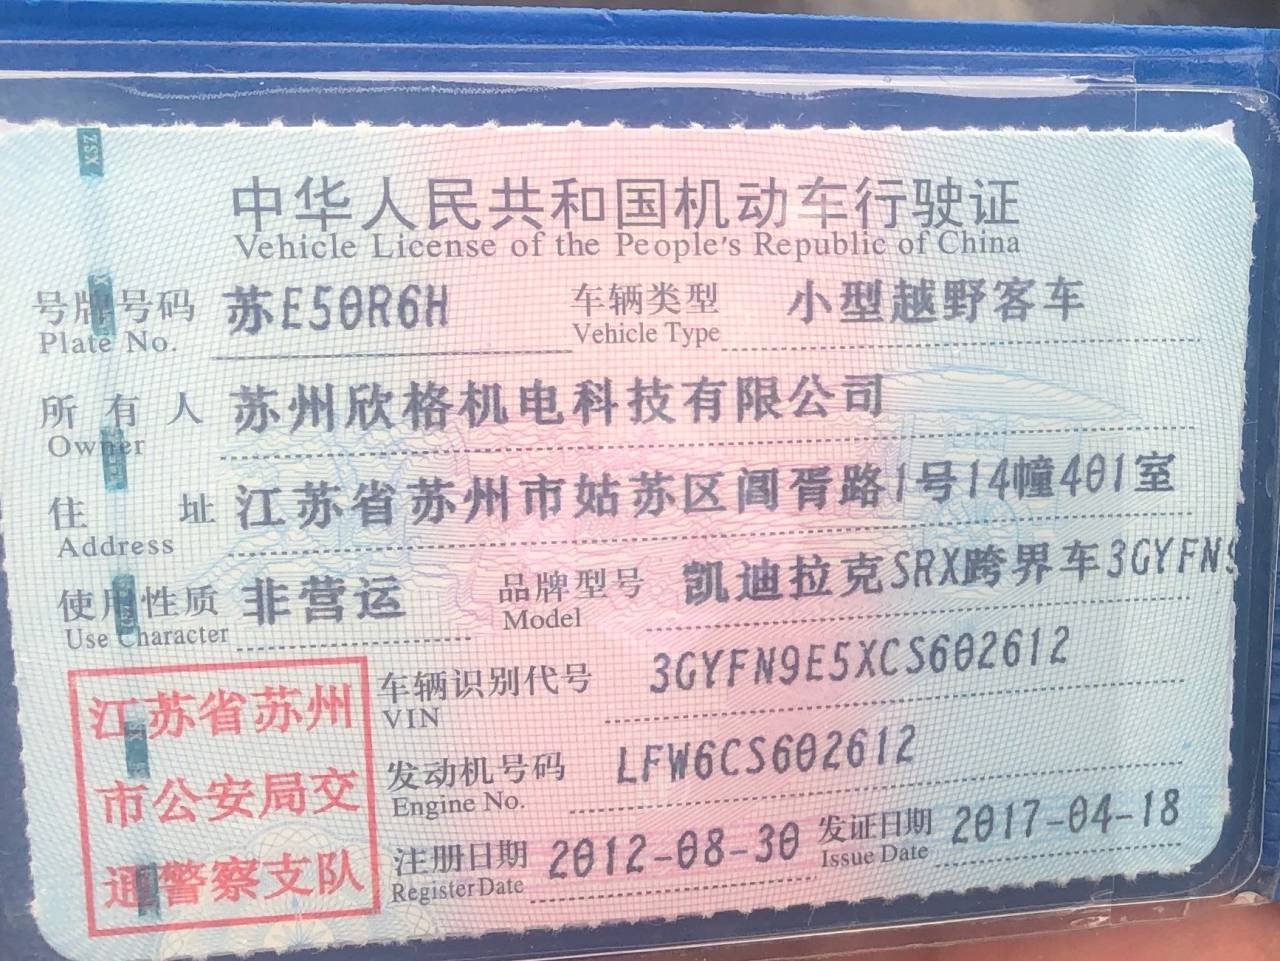 XSZ
中华人民共和国机动车行驶证
Vehicle License of the People's Republic of China
号牌号码 苏E50R6H 车辆类型 小型越野客车
Plate No. Vehicle Type
所有人 苏州欣格机电科技有限公司
Owner
住址 江苏省苏州市姑苏区阊胥路1号14幢401室
Address
使用性质 非营运 品牌型号 凯迪拉克SRX跨界车3GYFN9
Use Character Model
江苏省苏州市公安局交通警察支队
车辆识别代号 3GYFN9E5XCS602612
VIN
发动机号码 LFW6CS602612
Engine No.
注册日期 2012-08-30 发证日期 2017-04-18
Register Date Issue Date